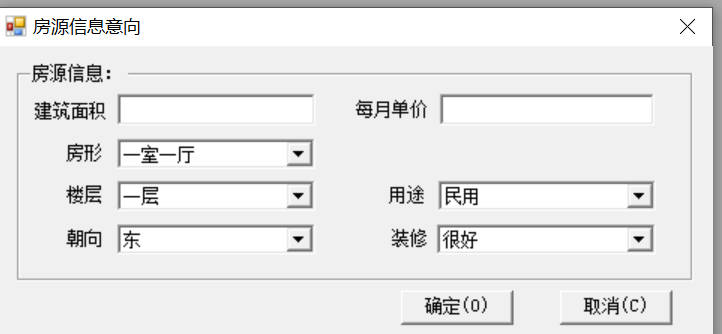 房源信息意向
房源信息：
建筑面积 每月单价
房形 一室一厅
楼层 一层 用途 民用
朝向 东 装修 很好
确定(O) 取消(C)